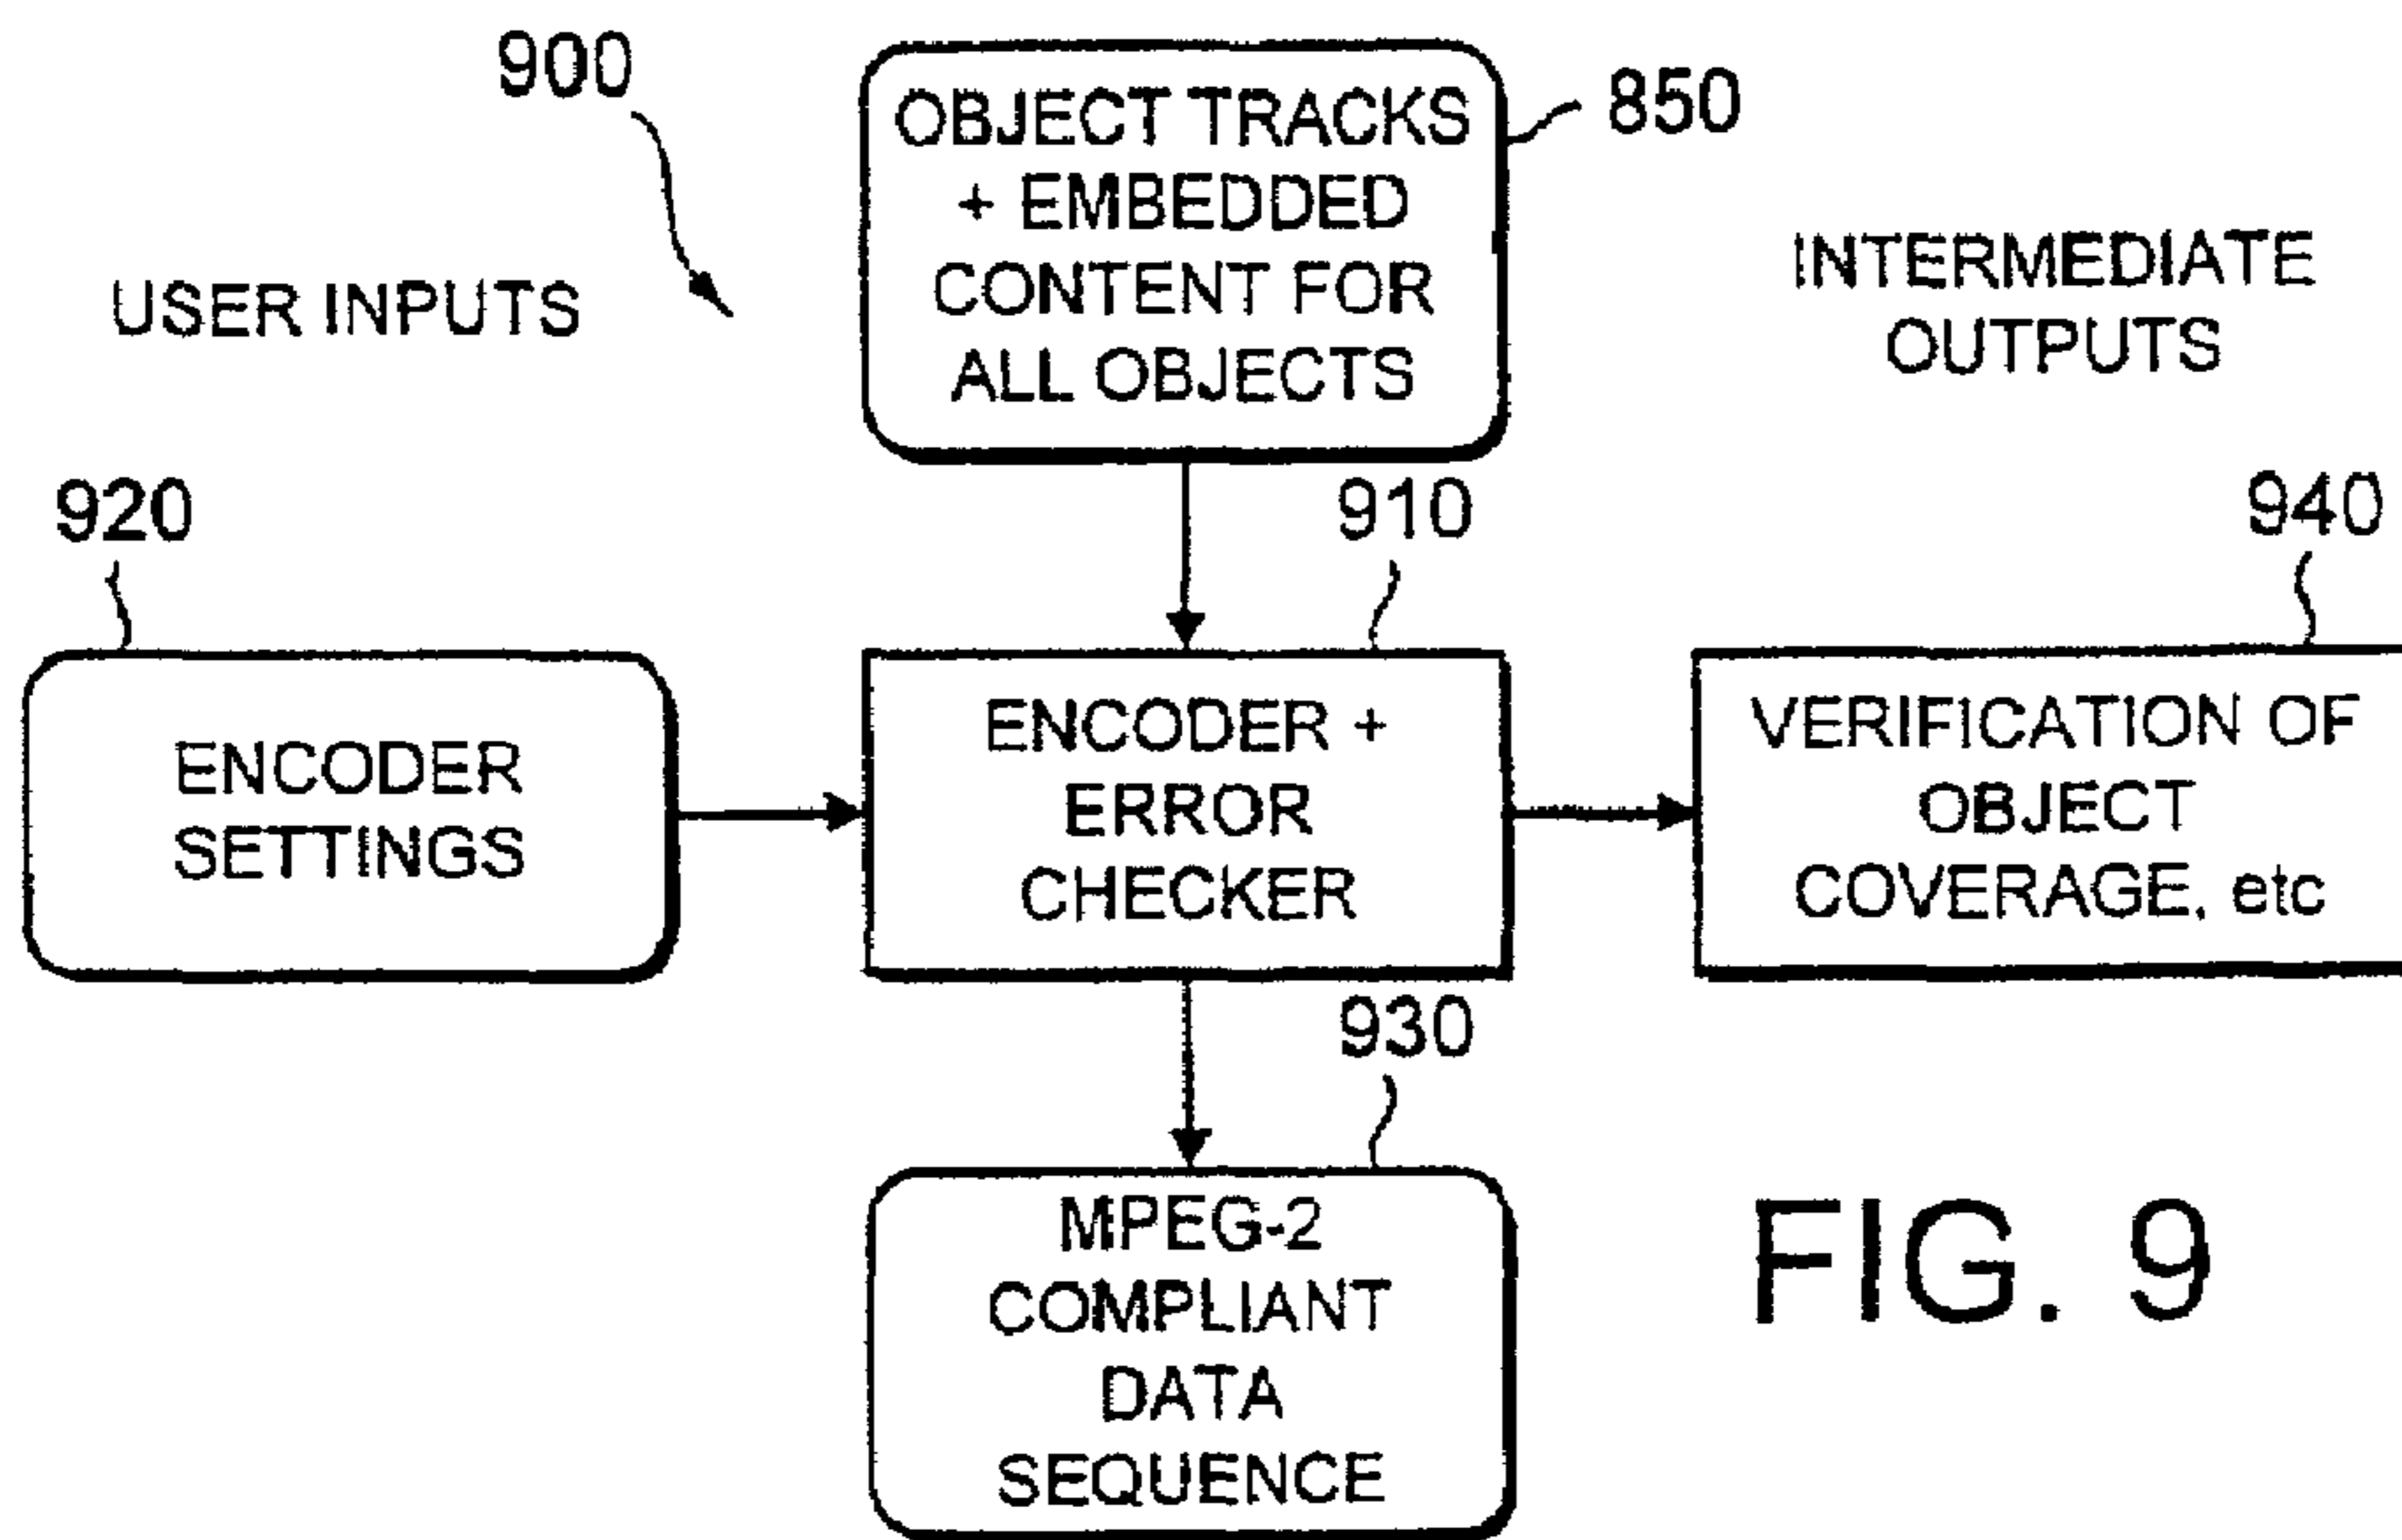 900
850
OBJECT TRACKS
+ EMBEDDED
CONTENT FOR
ALL OBJECTS
USER INPUTS
INTERMEDIATE
OUTPUTS
920
910
940
ENCODER
SETTINGS
ENCODER +
ERROR
CHECKER
VERIFICATION OF
OBJECT
COVERAGE, etc
930
MPEG-2
COMPLIANT
DATA
SEQUENCE
FIG. 9